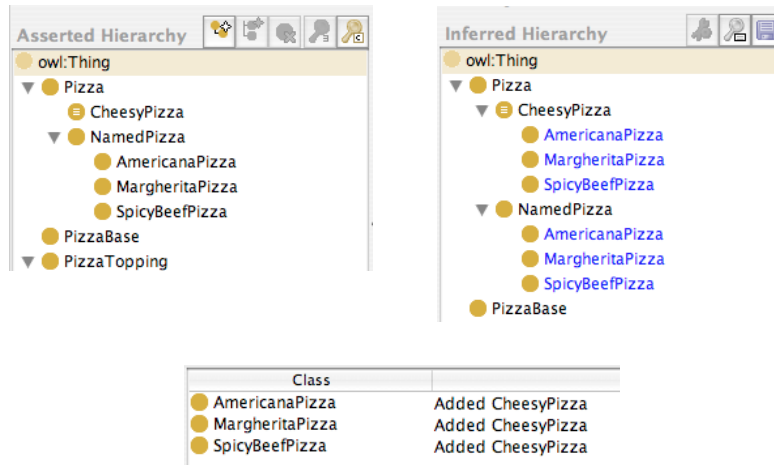 Asserted Hierarchy
owl:Thing
Pizza
CheesyPizza
NamedPizza
AmericanaPizza
MargheritaPizza
SpicyBeefPizza
PizzaBase
PizzaTopping
Inferred Hierarchy
owl:Thing
Pizza
CheesyPizza
AmericanaPizza
MargheritaPizza
SpicyBeefPizza
NamedPizza
AmericanaPizza
MargheritaPizza
SpicyBeefPizza
PizzaBase
Class
AmericanaPizza Added CheesyPizza
MargheritaPizza Added CheesyPizza
SpicyBeefPizza Added CheesyPizza